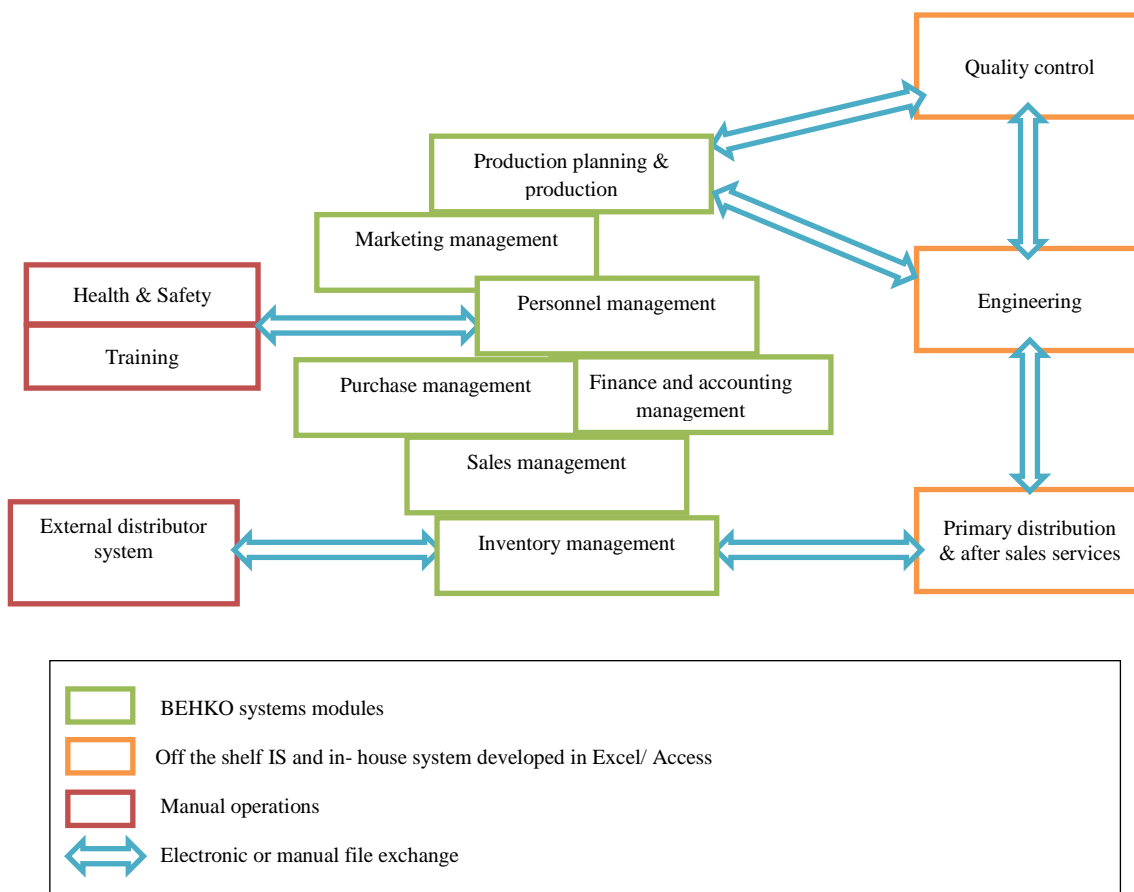 Quality control
Production planning &
production
Marketing management
Health & Safety
Personnel management
Engineering
Training
Purchase management
Finance and accounting
management
Sales management
External distributor
system
Inventory management
Primary distribution
& after sales services
BEHKO systems modules
Off the shelf IS and in- house system developed in Excel/ Access
Manual operations
Electronic or manual file exchange